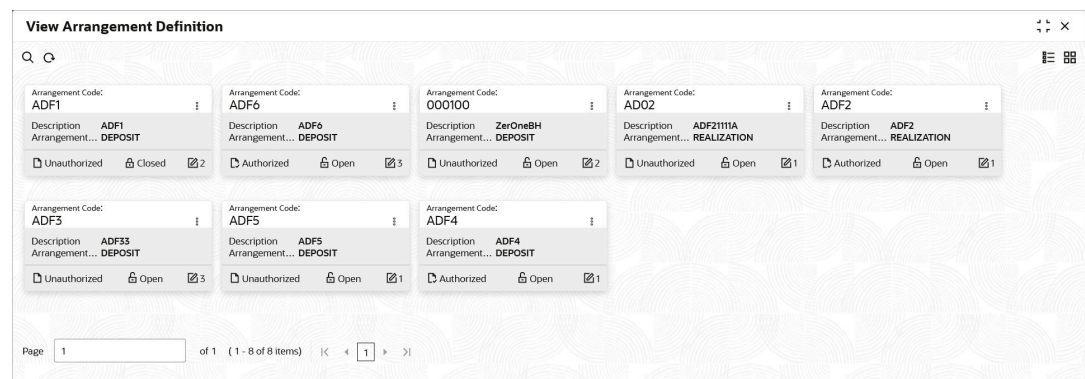 View Arrangement Definition
Arrangement Code:
ADF1
Description ADF1
Arrangement... DEPOSIT
Unauthorized Closed 2
Arrangement Code:
ADF6
Description ADF6
Arrangement... DEPOSIT
Authorized Open 3
Arrangement Code:
000100
Description ZerOneBH
Arrangement... DEPOSIT
Unauthorized Open 2
Arrangement Code:
AD02
Description ADF21111A
Arrangement... REALIZATION
Unauthorized Open 1
Arrangement Code:
ADF2
Description ADF2
Arrangement... REALIZATION
Authorized Open 1
Arrangement Code:
ADF3
Description ADF33
Arrangement... DEPOSIT
Unauthorized Open 3
Arrangement Code:
ADF5
Description ADF5
Arrangement... DEPOSIT
Unauthorized Open 1
Arrangement Code:
ADF4
Description ADF4
Arrangement... DEPOSIT
Authorized Open 1
Page 1 of 1 ( 1 - 8 of 8 items) 1